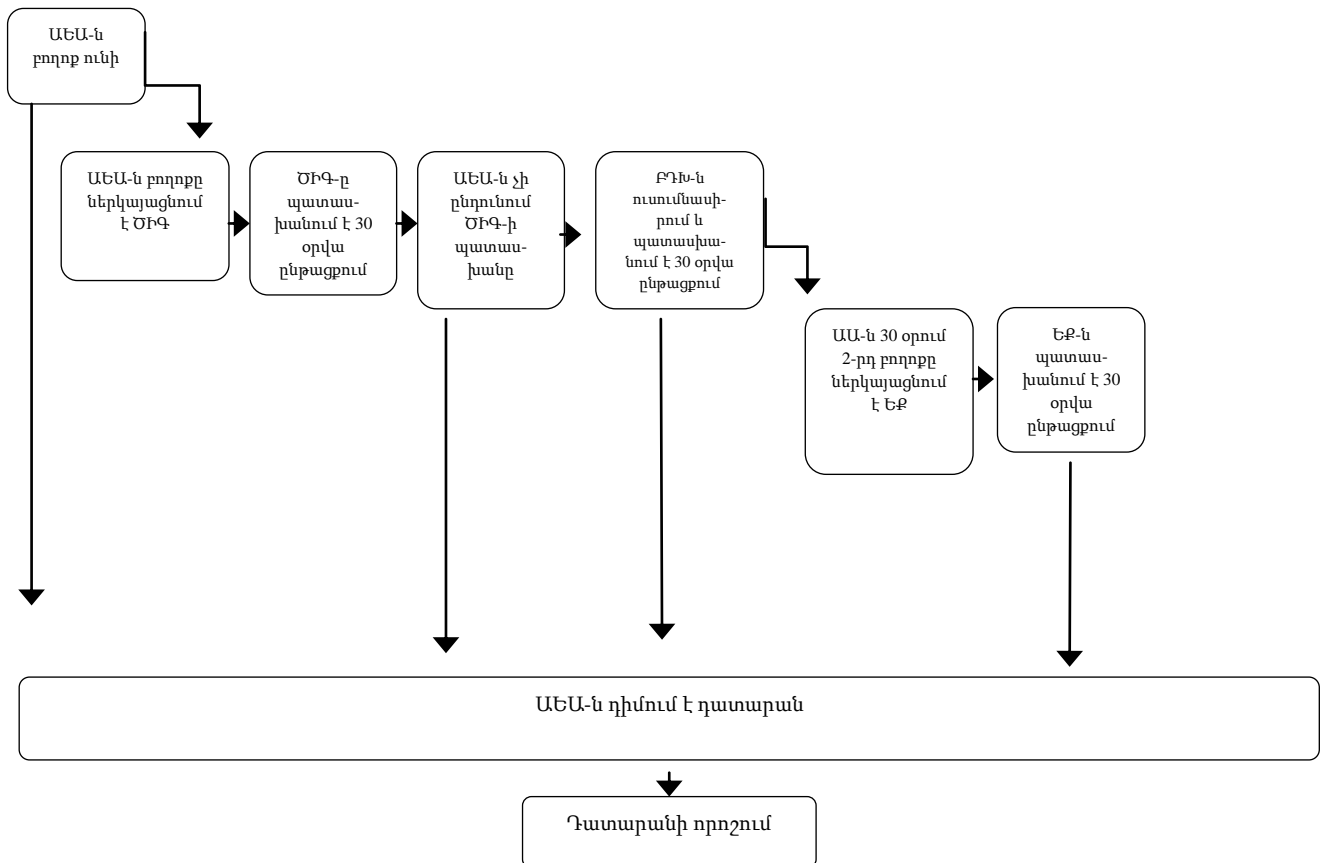 ԱԵԱ-ն
բողոք ունի
ԱԵԱ-ն բողոքը
ներկայացնում
է ԾԻԳ
ԾԻԳ-ը
պատաս-
խանում է 30
օրվա
ընթացքում
ԱԵԱ-ն չի
ընդունում
ԾԻԳ-ի
պատաս-
խանը
ԲԴԽ-ն
ուսումնասի-
րում և
պատասխա-
նում է 30 օրվա
ընթացքում
ԱԱ-ն 30 օրում
2-րդ բողոքը
ներկայացնում
է ԵՔ
ԵՔ-ն
պատաս-
խանում է 30
օրվա
ընթացքում
ԱԵԱ-ն դիմում է դատարան
Դատարանի որոշում